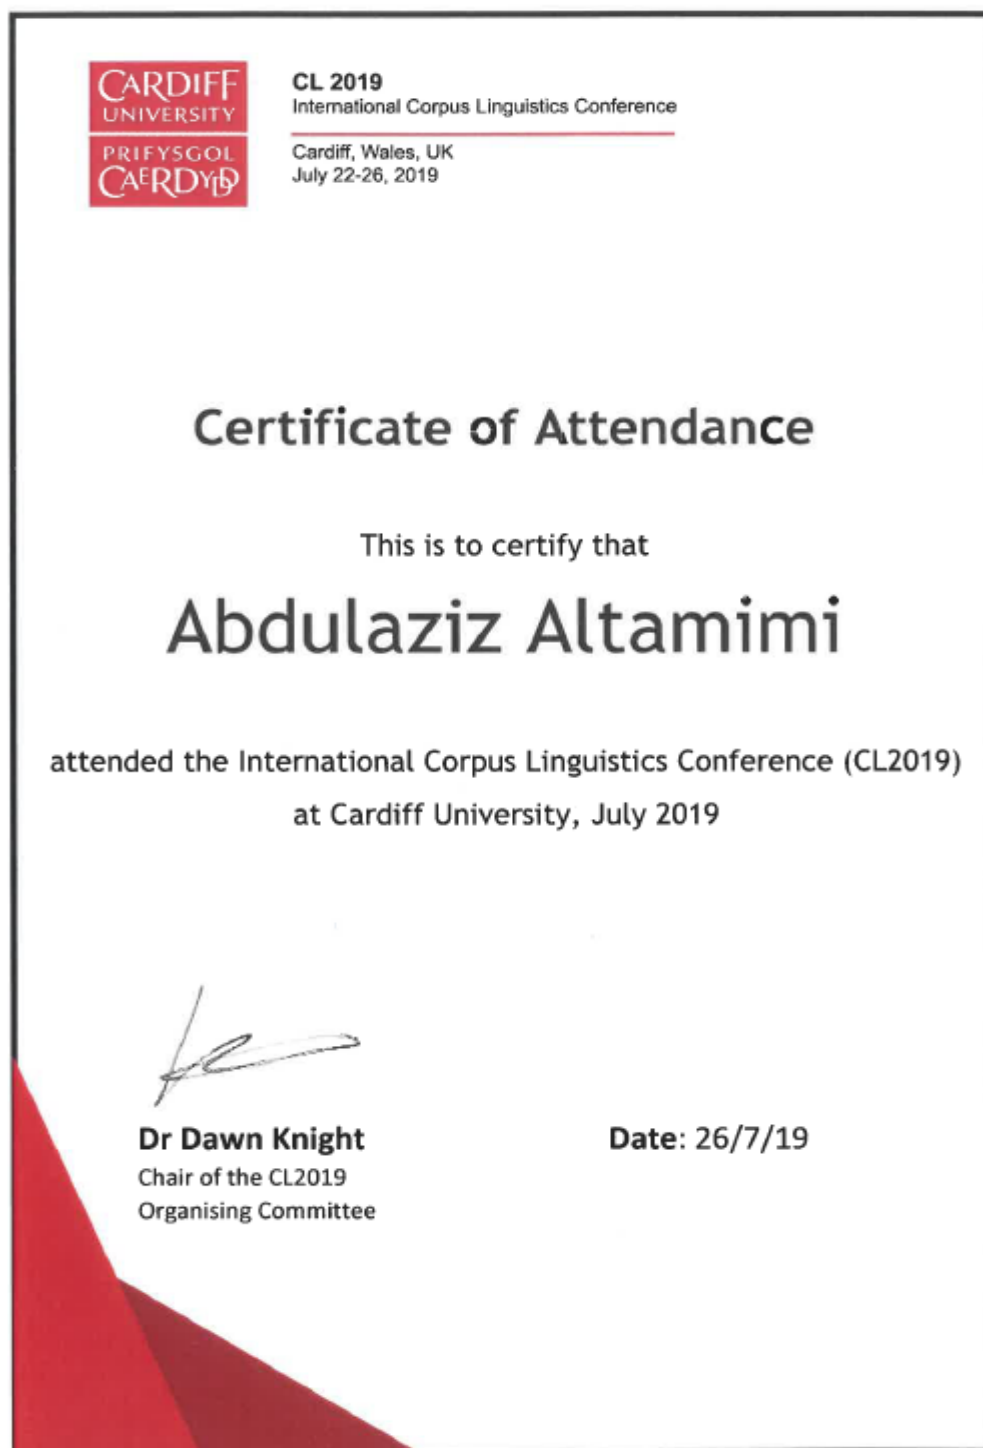 CARDIFF
UNIVERSITY
PRIFYSGOL
CAERDYDD
CL 2019
International Corpus Linguistics Conference
Cardiff, Wales, UK
July 22-26, 2019
Certificate of Attendance
This is to certify that
Abdulaziz Altamimi
attended the International Corpus Linguistics Conference (CL2019)
at Cardiff University, July 2019
Dr Dawn Knight
Chair of the CL2019
Organising Committee
Date: 26/7/19